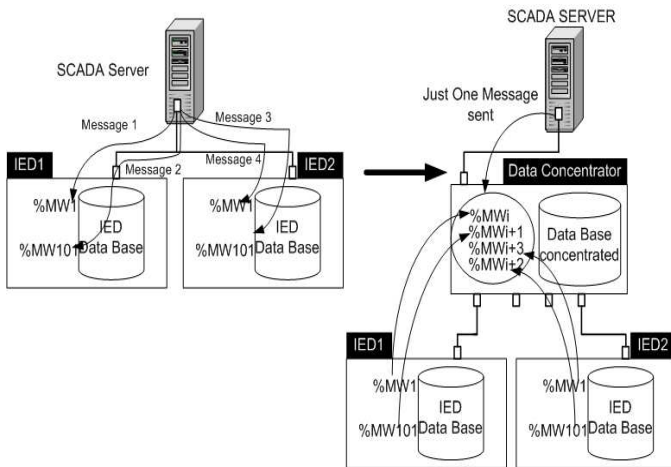 SCADA Server
Message 1
Message 3
Message 2
Message 4
IED1
%MW1
%MW101
IED
Data Base
IED2
%MW1
%MW101
IED
Data Base
SCADA SERVER
Just One Message
sent
Data Concentrator
%MWi
%MWi+1
%MWi+3
%MWi+2
Data Base
concentrated
IED1
%MW1
%MW101
IED
Data Base
IED2
%MW1
%MW101
IED
Data Base